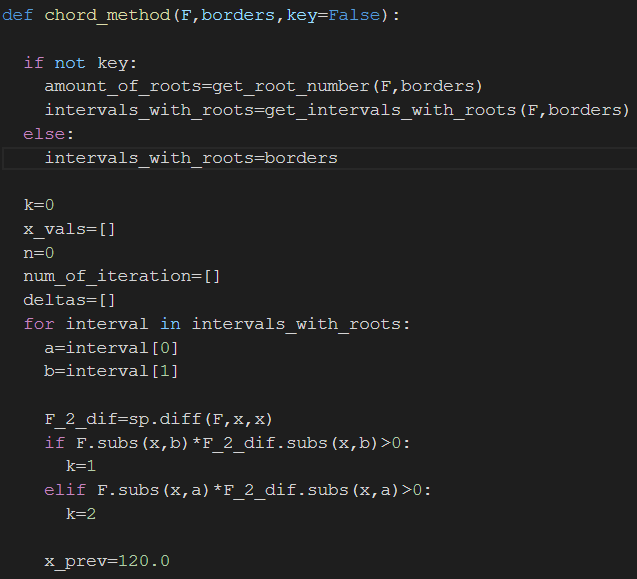 def chord_method(F,borders,key=False):
  if not key:
    amount_of_roots=get_root_number(F,borders)
    intervals_with_roots=get_intervals_with_roots(F,borders)
  else:
    intervals_with_roots=borders
  k=0
  x_vals=[]
  n=0
  num_of_iteration=[]
  deltas=[]
  for interval in intervals_with_roots:
    a=interval[0]
    b=interval[1]
    F_2_dif=sp.diff(F,x,x)
    if F.subs(x,b)*F_2_dif.subs(x,b)>0:
      k=1
    elif F.subs(x,a)*F_2_dif.subs(x,a)>0:
      k=2
    x_prev=120.0